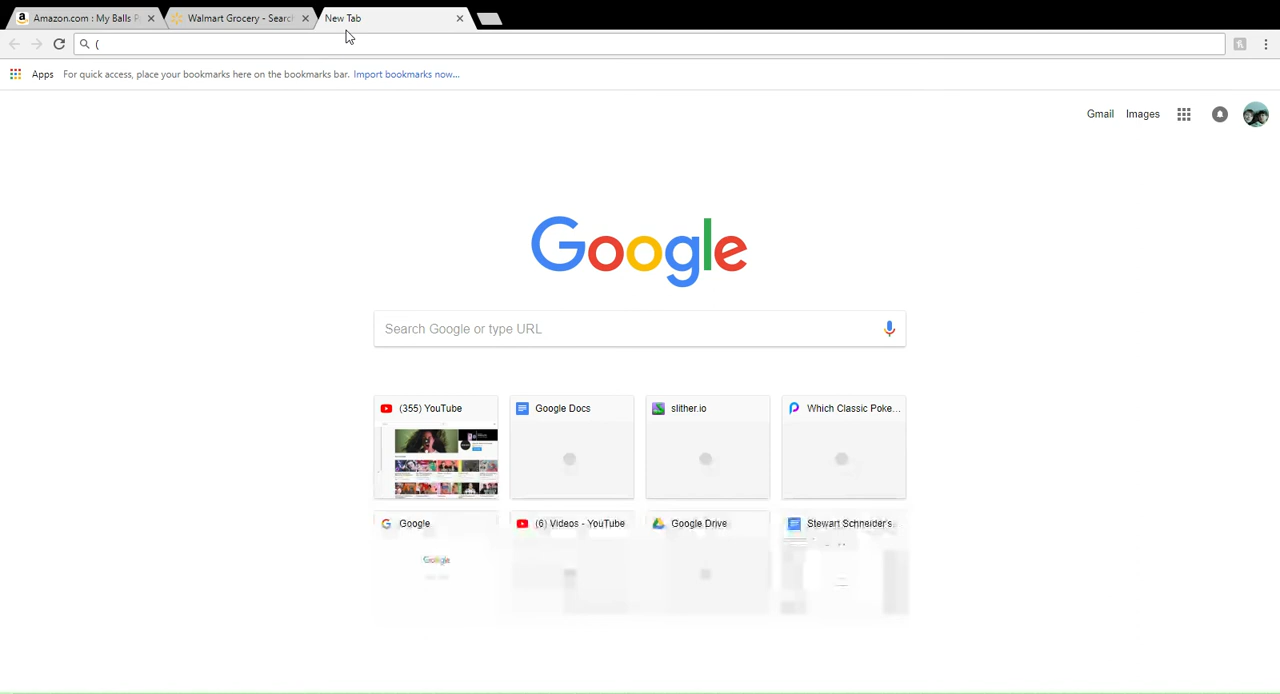 Amazon.com : My Balls P
Walmart Grocery - Searc
New Tab
(
Apps
For quick access, place your bookmarks here on the bookmarks bar. Import bookmarks now...
Gmail
Images
Google
Search Google or type URL
(355) YouTube
Google Docs
slither.io
Which Classic Poke...
Google
(6) Videos - YouTube
Google Drive
Stewart Schneider's...
Google